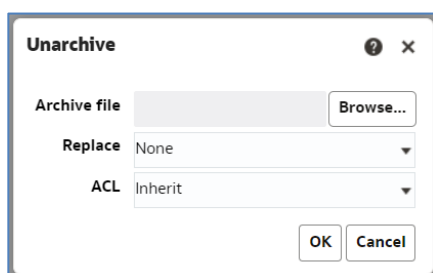 Unarchive
Archive file Browse...
Replace None
ACL Inherit
OK Cancel